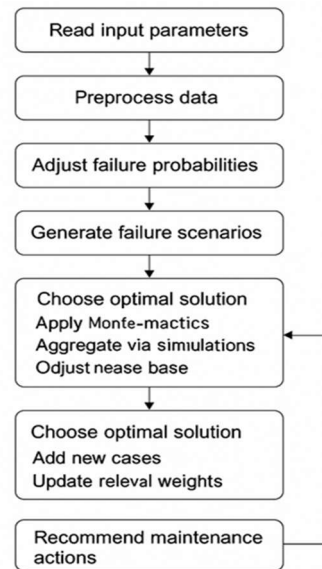 Read input parameters
Preprocess data
Adjust failure probabilities
Generate failure scenarios
Choose optimal solution
Apply Monfe-mactics
Aggregate via simulations
Odjust nease base
Choose optimal solution
Add new cases
Update releval weights
Recommend maintenance
actions